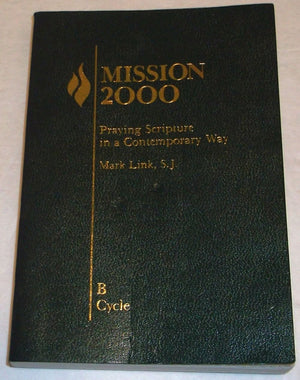 MISSION
2000
Praying Scripture
in a Contemporary Way
Mark Link, S.J.
B
Cycle